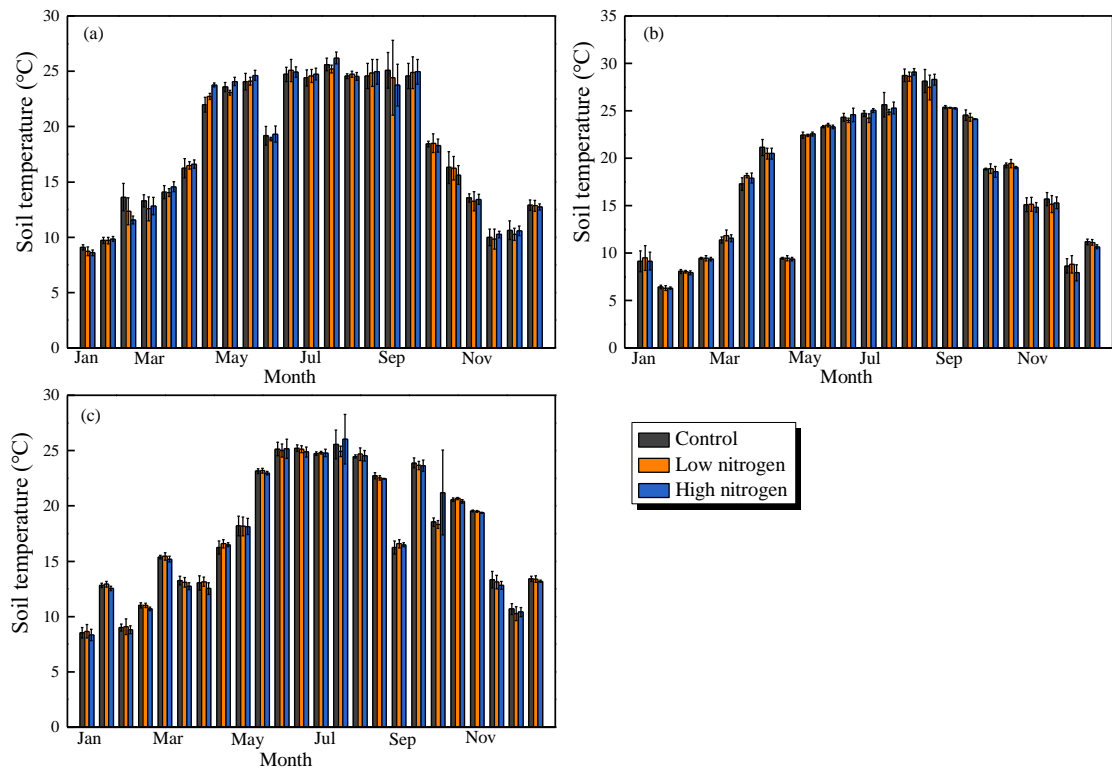 (a)
30
25
20
15
10
5
0
Soil temperature (°C)
Jan Mar May Jul Sep Nov
Month
(b)
35
30
25
20
15
10
5
0
Soil temperature (°C)
Jan Mar May Jul Sep Nov
Month
(c)
30
25
20
15
10
5
0
Soil temperature (°C)
Jan Mar May Jul Sep Nov
Month
Control
Low nitrogen
High nitrogen